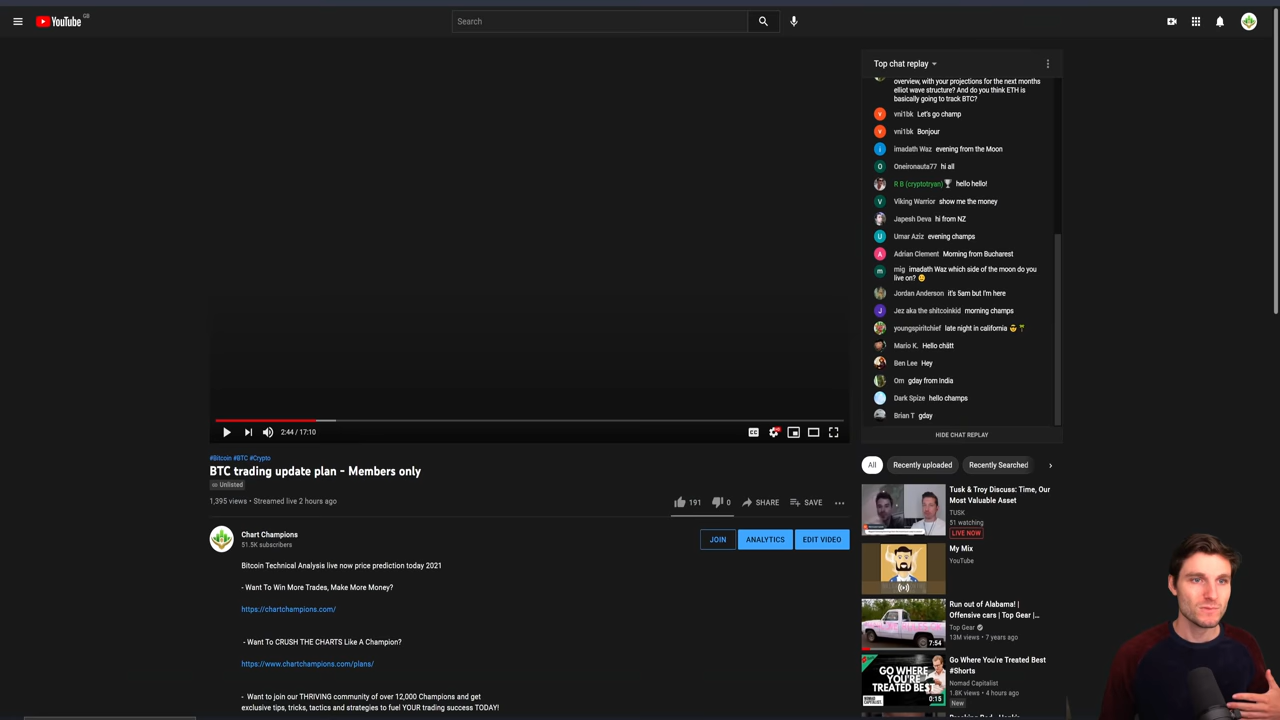 YouTube GB
Search
Top chat replay
overview, with your projections for the next months
elliot wave structure? And do you think ETH is
basically going to track BTC?
vni1bk Let's go champ
vni1bk Bonjour
imadath Waz evening from the Moon
Oneironauta77 hi all
R B (cryptotryan) hello hello!
Viking Warrior show me the money
Japesh Deva hi from NZ
Umar Aziz evening champs
Adrian Clement Morning from Bucharest
mig imadath Waz which side of the moon do you
live on?
Jordan Anderson it's 5am but I'm here
Jez aka the shitcoinkid morning champs
youngspiritchief late night in california
Mario K. Hello chätt
Ben Lee Hey
Om gday from India
Dark Spize hello champs
Brian T gday
HIDE CHAT REPLAY
2:44 / 17:10
#Bitcoin #BTC #Crypto
BTC trading update plan - Members only
Unlisted
1,395 views • Streamed live 2 hours ago
191 0 SHARE SAVE
Chart Champions
51.5K subscribers
JOIN ANALYTICS EDIT VIDEO
Bitcoin Technical Analysis live now price prediction today 2021
- Want To Win More Trades, Make More Money?
https://chartchampions.com/
- Want To CRUSH THE CHARTS Like A Champion?
https://www.chartchampions.com/plans/
- Want to join our THRIVING community of over 12,000 Champions and get
exclusive tips, tricks, tactics and strategies to fuel YOUR trading success TODAY!
All Recently uploaded Recently Searched
Tusk & Troy Discuss: Time, Our
Most Valuable Asset
TUSK
51 watching
LIVE NOW
My Mix
YouTube
Run out of Alabama! |
Offensive cars | Top Gear |...
Top Gear
13M views • 7 years ago
7:54
Go Where You're Treated Best
#Shorts
Nomad Capitalist
1.8K views • 4 hours ago
New
GO WHERE
YOU'RE
TREATED BEST
0:15